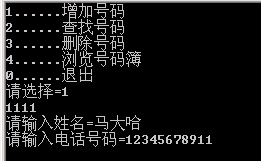 1......增加号码
2......查找号码
3......删除号码
4......浏览号码簿
0......退出
请选择=1
1111
请输入姓名=马大哈
请输入电话号码=12345678911